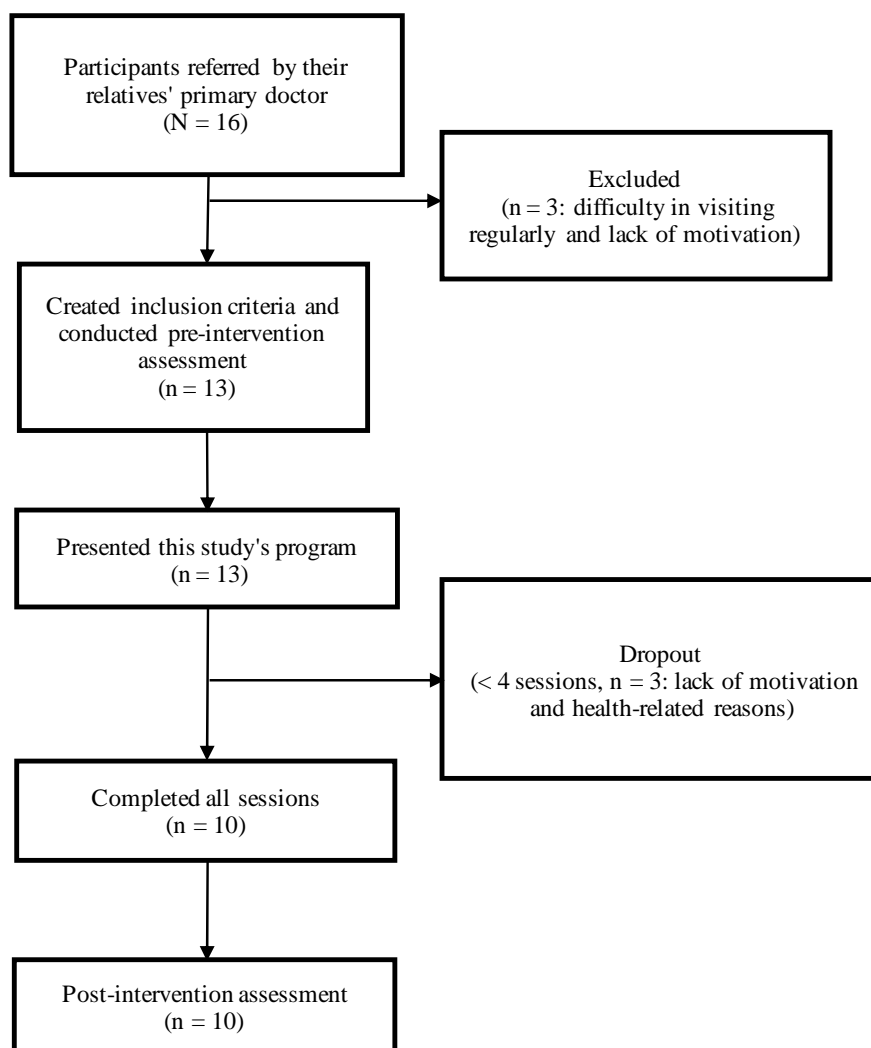 Participants referred by their
relatives' primary doctor
(N = 16)
Excluded
(n = 3: difficulty in visiting
regularly and lack of motivation)
Created inclusion criteria and
conducted pre-intervention
assessment
(n = 13)
Presented this study's program
(n = 13)
Dropout
(< 4 sessions, n = 3: lack of motivation
and health-related reasons)
Completed all sessions
(n = 10)
Post-intervention assessment
(n = 10)